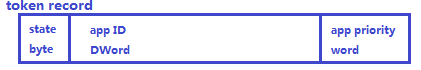 token record
state app ID app priority
byte DWord word